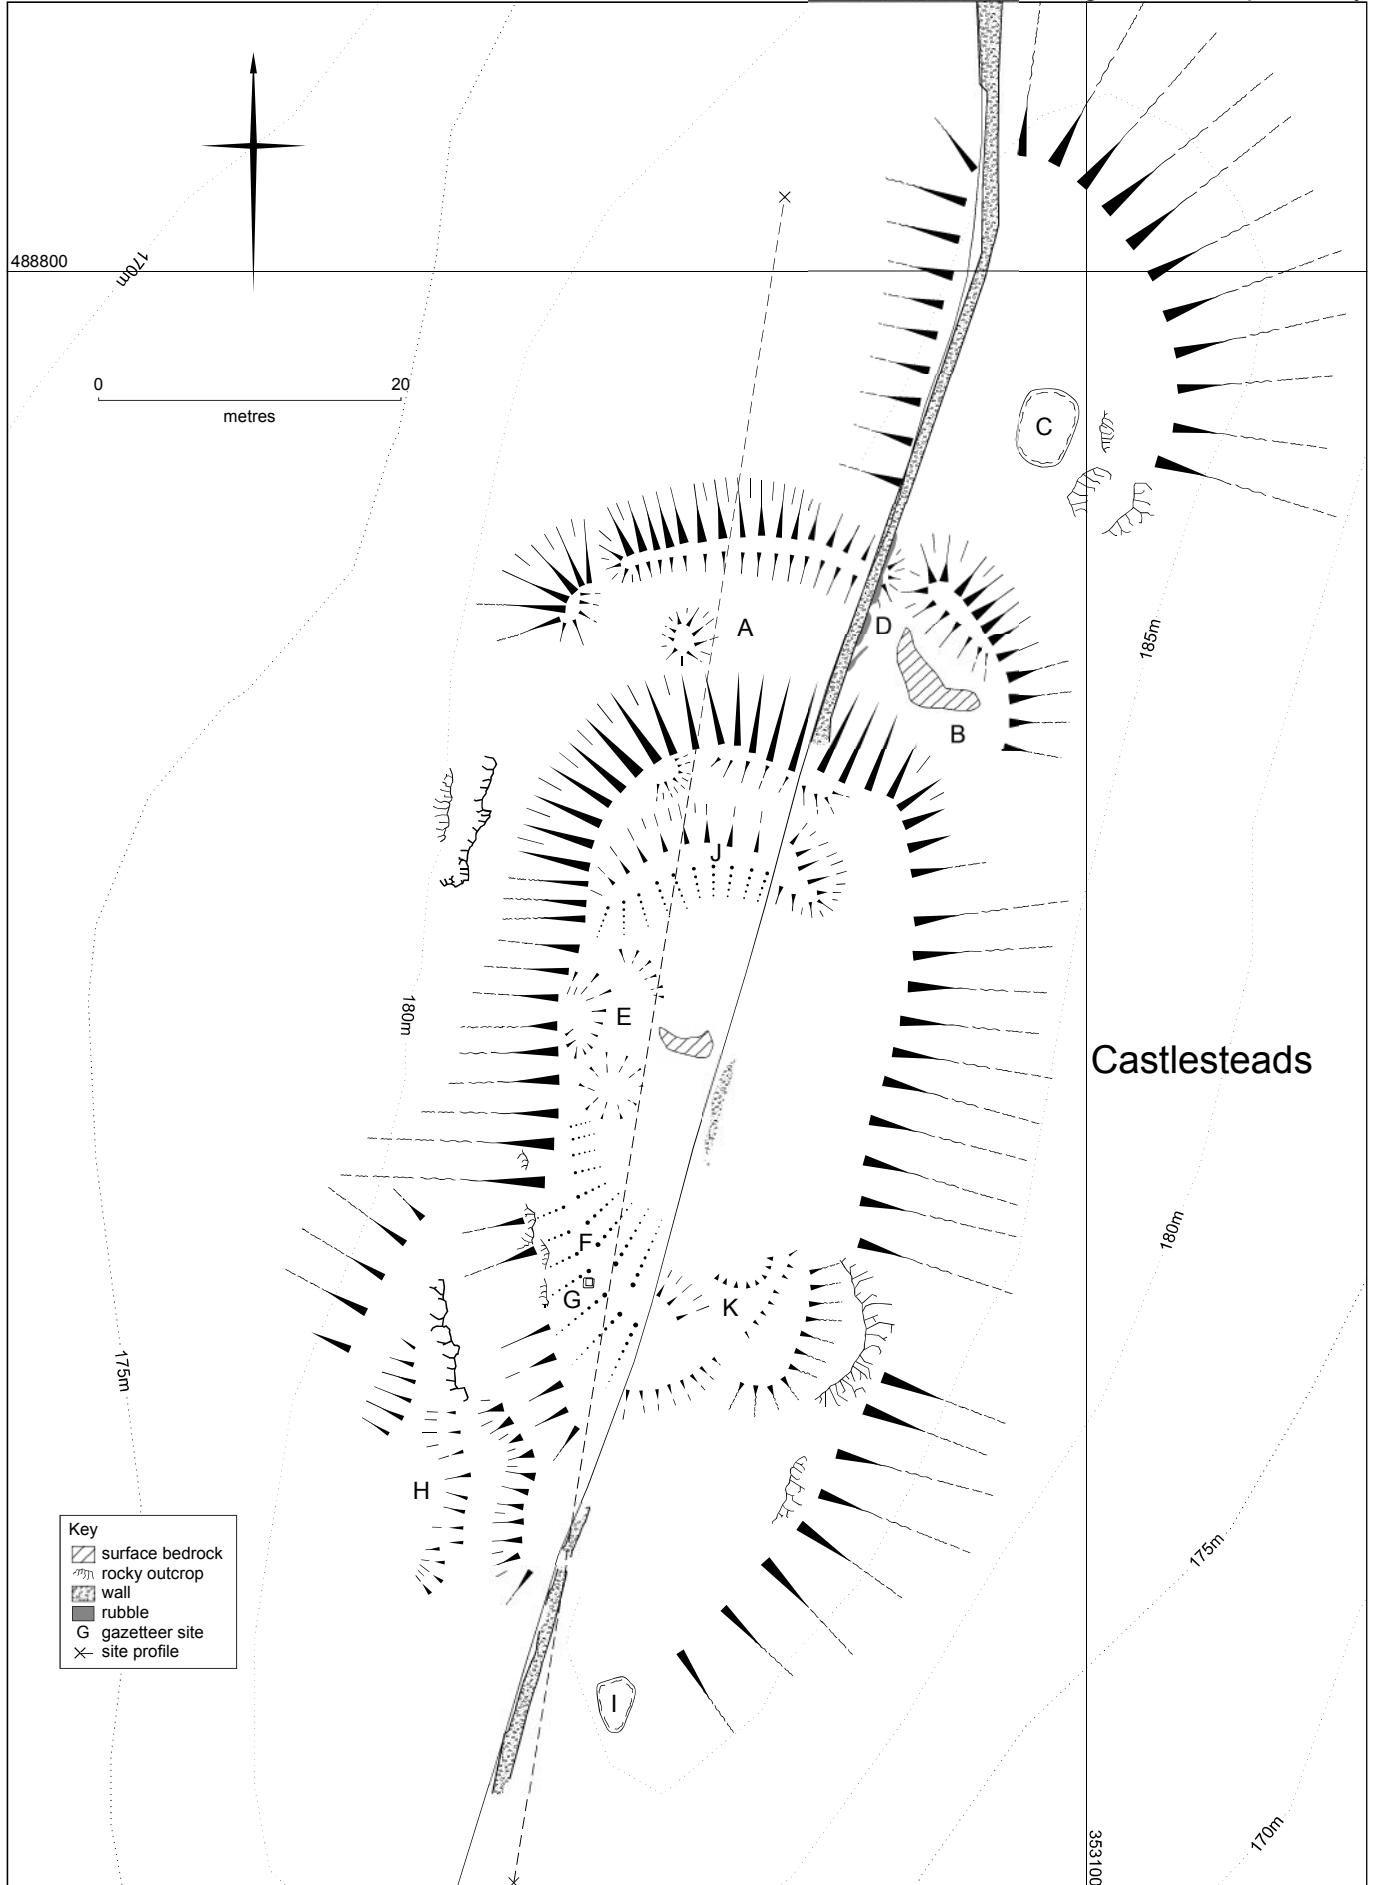 170m
488800
0 20
metres
C
A
D
185m
B
J
E
180m
Castlesteads
F
G
K
180m
175m
H
Key
surface bedrock
rocky outcrop
wall
rubble
G gazetteer site
site profile
175m
I
170m
353100